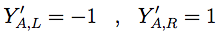 Y′_{A,L} = −1 , Y′_{A,R} = 1